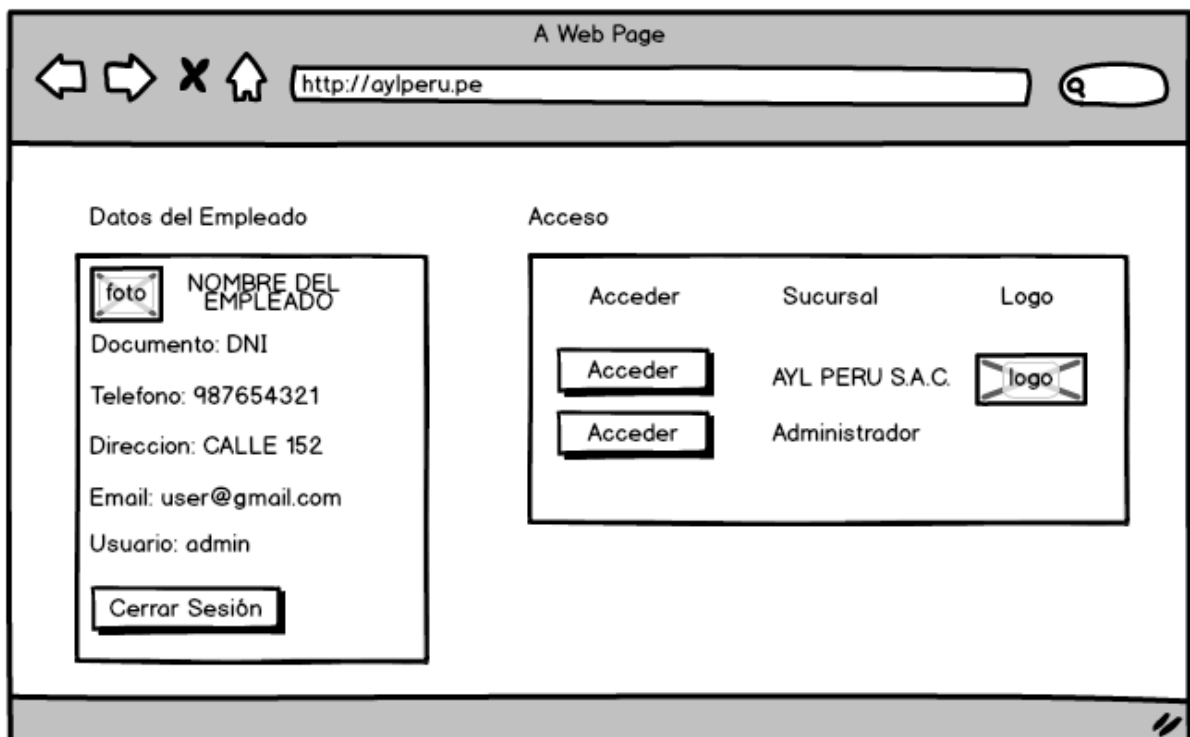 A Web Page
http://aylperu.pe
Datos del Empleado
foto
NOMBRE DEL
EMPLEADO
Documento: DNI
Telefono: 987654321
Direccion: CALLE 152
Email: user@gmail.com
Usuario: admin
Cerrar Sesión
Acceso
Acceder Sucursal Logo
Acceder AYL PERU S.A.C. logo
Acceder Administrador